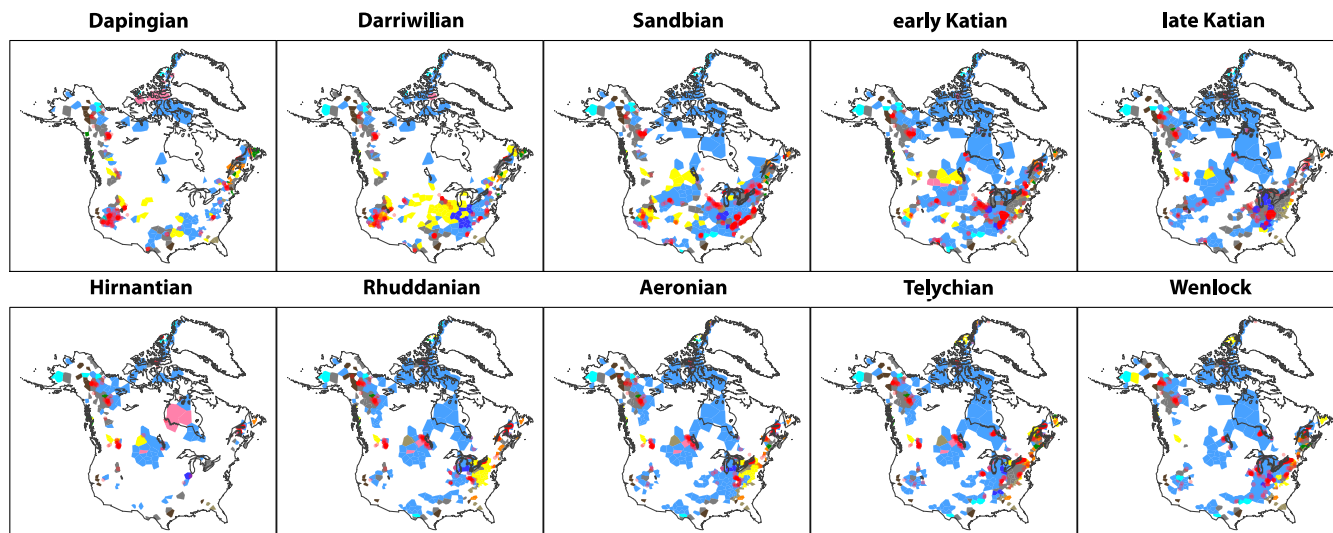 Dapingian
Darriwilian
Sandbian
early Katian
late Katian
Hirnantian
Rhuddanian
Aeronian
Telychian
Wenlock